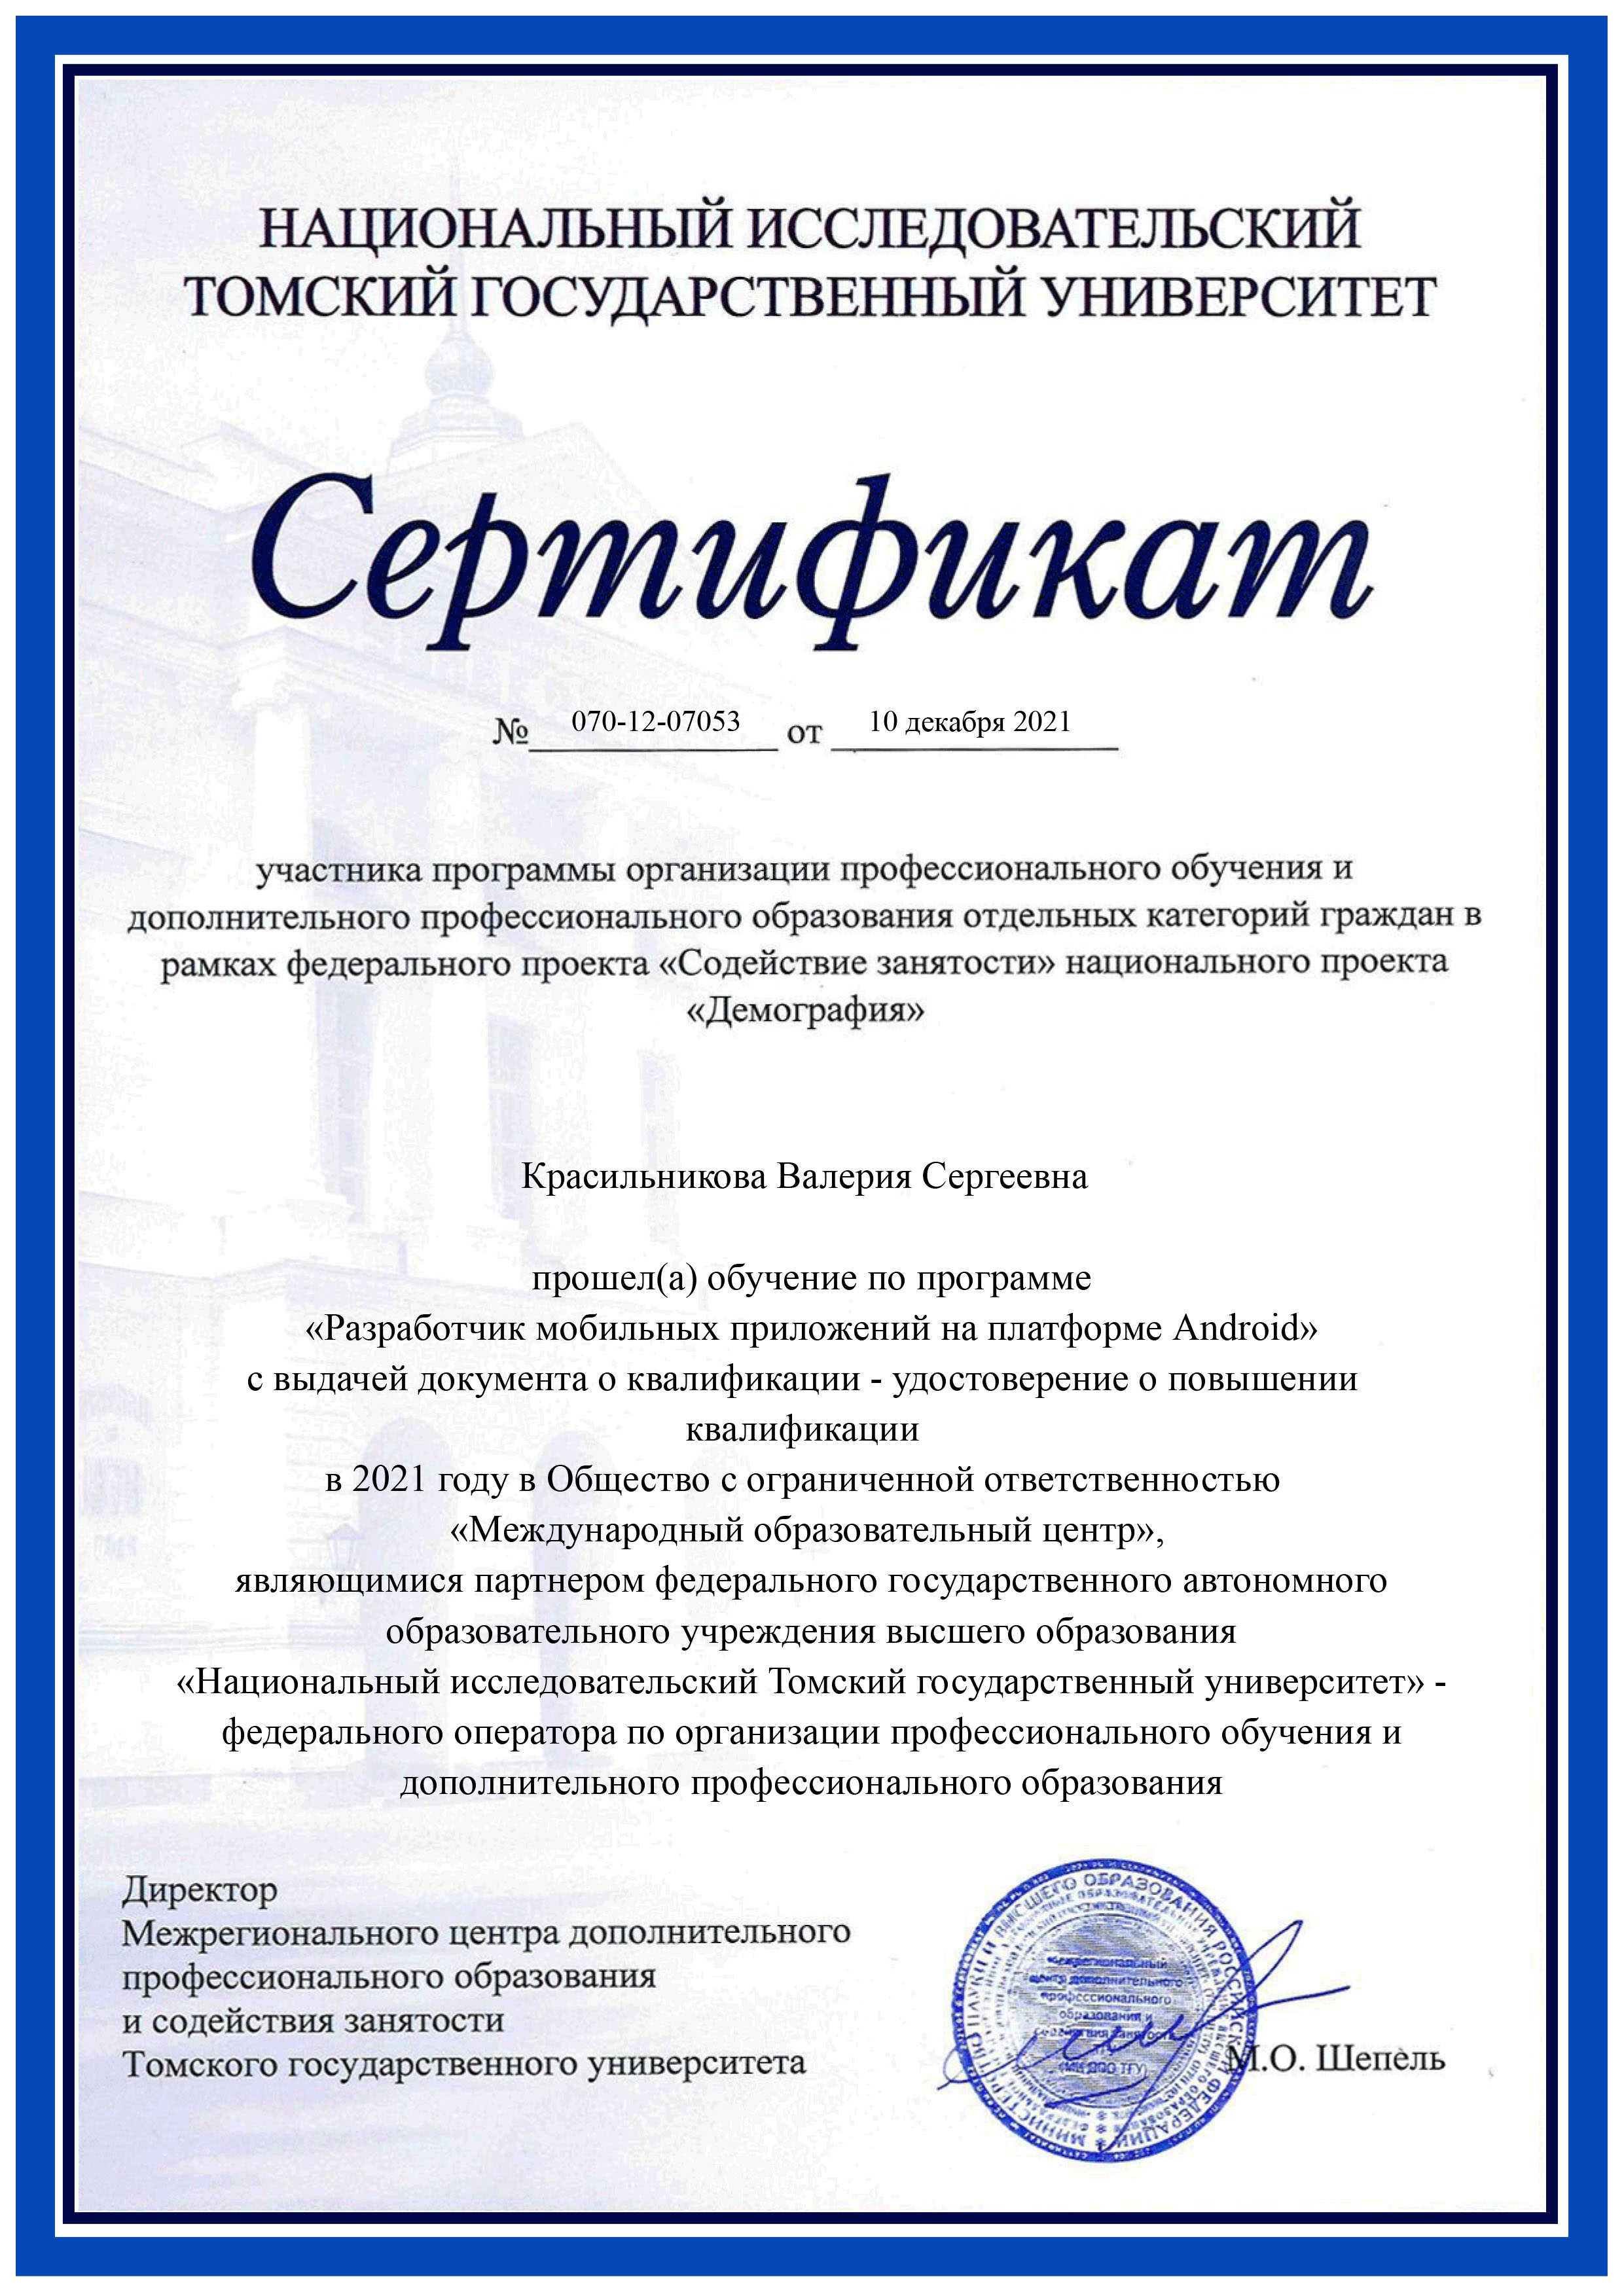 НАЦИОНАЛЬНЫЙ ИССЛЕДОВАТЕЛЬСКИЙ
ТОМСКИЙ ГОСУДАРСТВЕННЫЙ УНИВЕРСИТЕТ
Сертификат
№ 070-12-07053 от 10 декабря 2021
участника программы организации профессионального обучения и
дополнительного профессионального образования отдельных категорий граждан в
рамках федерального проекта «Содействие занятости» национального проекта
«Демография»
Красильникова Валерия Сергеевна
прошел(а) обучение по программе
«Разработчик мобильных приложений на платформе Android»
с выдачей документа о квалификации - удостоверение о повышении
квалификации
в 2021 году в Общество с ограниченной ответственностью
«Международный образовательный центр»,
являющимися партнером федерального государственного автономного
образовательного учреждения высшего образования
«Национальный исследовательский Томский государственный университет» -
федерального оператора по организации профессионального обучения и
дополнительного профессионального образования
Директор
Межрегионального центра дополнительного
профессионального образования
и содействия занятости
Томского государственного университета
М.О. Шепель
МИНИСТЕРСТВО НАУКИ И ВЫСШЕГО ОБРАЗОВАНИЯ РОССИЙСКОЙ ФЕДЕРАЦИИ
межрегиональный
центр дополнительного
профессионального
образования и
содействия занятости